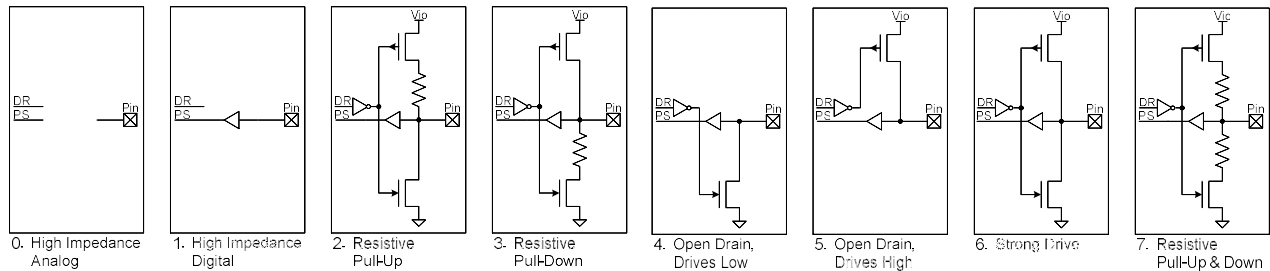 DR
PS
Pin
0. High Impedance
Analog
DR
PS
Pin
1. High Impedance
Digital
Vio
DR
PS
Pin
2. Resistive
Pull-Up
Vio
DR
PS
Pin
3. Resistive
Pull-Down
DR
PS
Pin
4. Open Drain,
Drives Low
Vio
DR
PS
Pin
5. Open Drain,
Drives High
Vio
DR
PS
Pin
6. Strong Drive
Vio
DR
PS
Pin
7. Resistive
Pull-Up & Down